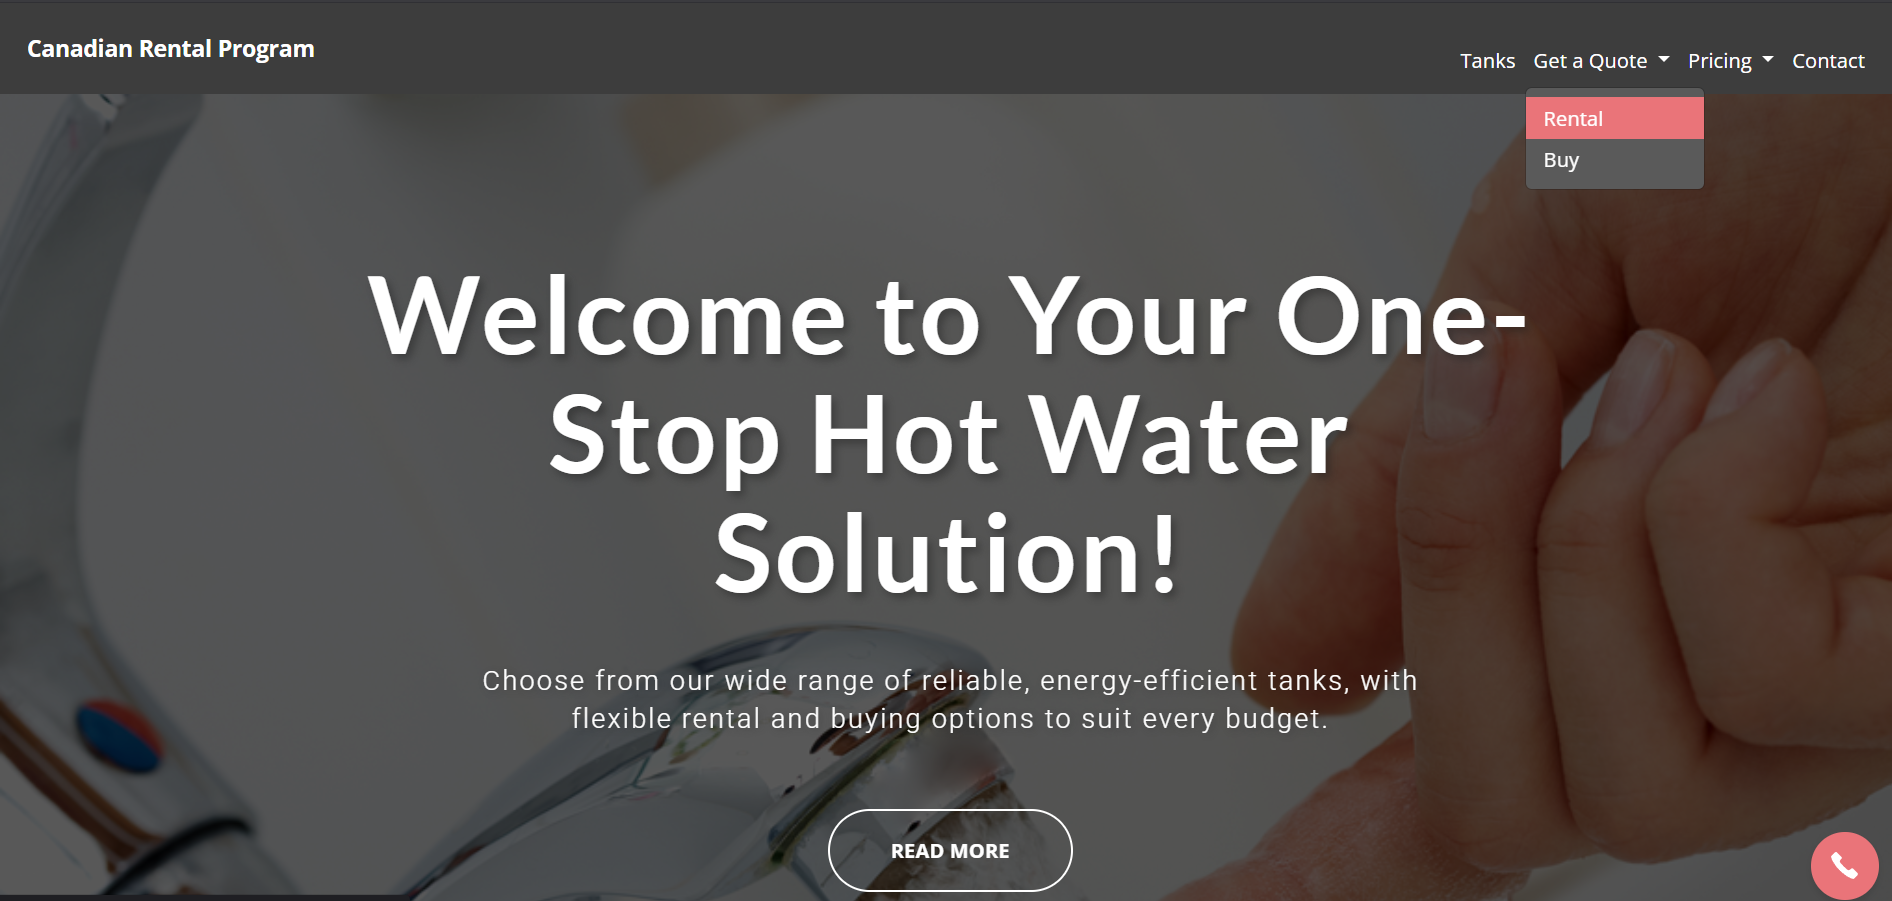 Canadian Rental Program
Tanks Get a Quote Pricing Contact
Rental
Buy
Welcome to Your One-
Stop Hot Water
Solution!
Choose from our wide range of reliable, energy-efficient tanks, with
flexible rental and buying options to suit every budget.
READ MORE